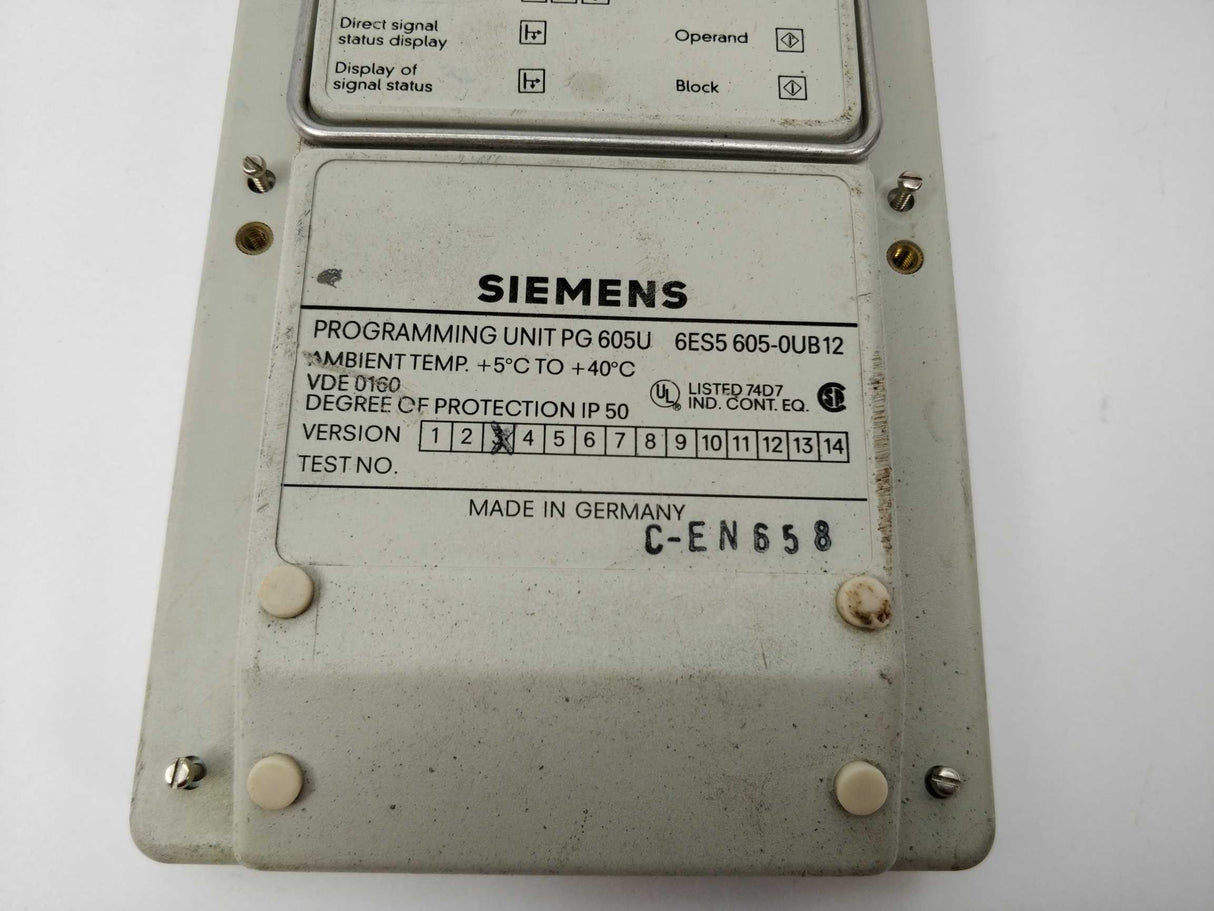 Direct signal
status display
Operand
Display of
signal status
Block
SIEMENS
PROGRAMMING UNIT PG 605U 6ES5 605-0UB12
AMBIENT TEMP. +5°C TO +40°C
VDE 0160
UL® LISTED 74D7
IND. CONT. EQ.
DEGREE OF PROTECTION IP 50
VERSION 1 2 3 4 5 6 7 8 9 10 11 12 13 14
TEST NO.
MADE IN GERMANY
C-EN658